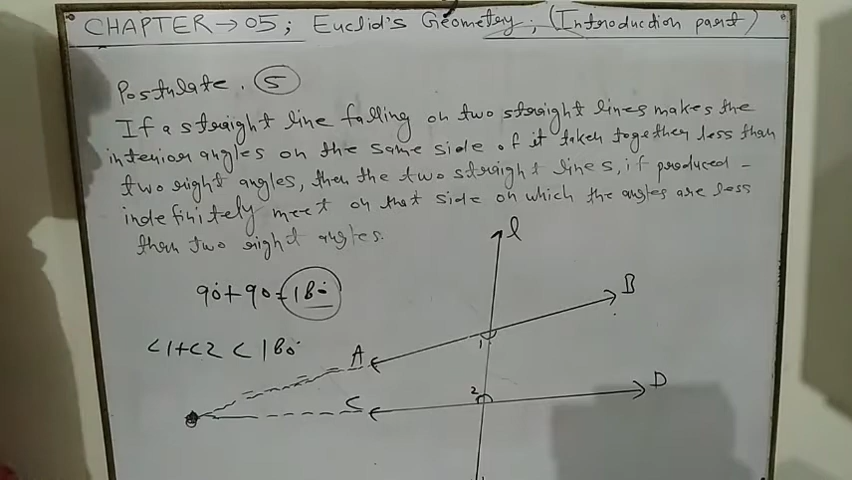 CHAPTER → 05; Euclid's Geometry; (Introduction part)
Postulate. 5
If a straight line falling on two straight lines makes the
interior angles on the same side of it taken together less than
two right angles, then the two straight lines, if produced -
indefinitely meet on that side on which the angles are less
than two right angles.
90° + 90 = 180°
<1+<2 < 180°
l
B
A
1
2
C
D